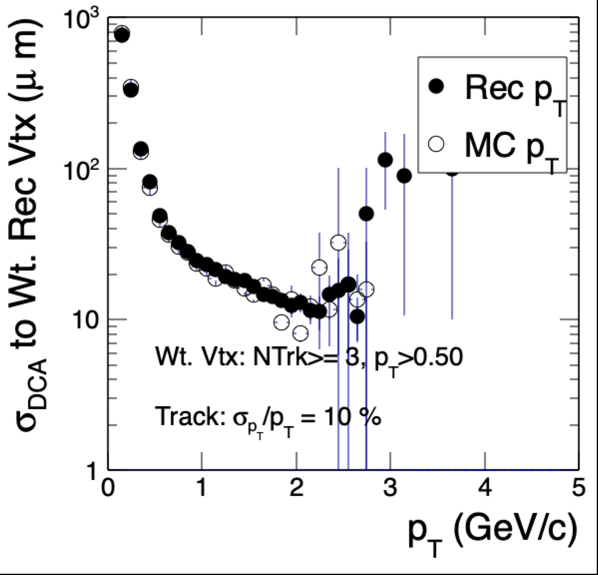 σDCA to Wt. Rec Vtx (μ m)
10³
10²
10
1
Rec pT
MC pT
Wt. Vtx: NTrk>= 3, pT>0.50
Track: σpT/pT = 10 %
0 1 2 3 4 5
pT (GeV/c)